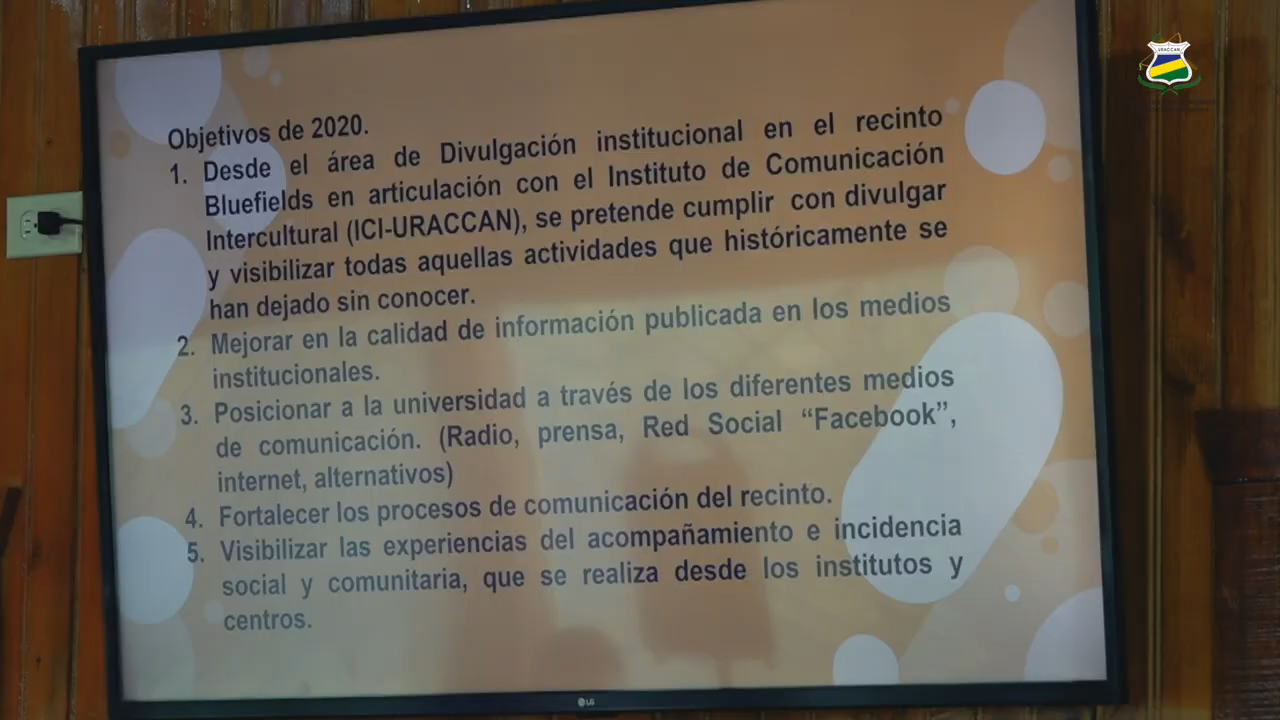 URACCAN
Objetivos de 2020.
1. Desde el área de Divulgación institucional en el recinto
Bluefields en articulación con el Instituto de Comunicación
Intercultural (ICI-URACCAN), se pretende cumplir con divulgar
y visibilizar todas aquellas actividades que históricamente se
han dejado sin conocer.
2. Mejorar en la calidad de información publicada en los medios
institucionales.
3. Posicionar a la universidad a través de los diferentes medios
de comunicación. (Radio, prensa, Red Social “Facebook”,
internet, alternativos)
4. Fortalecer los procesos de comunicación del recinto.
5. Visibilizar las experiencias del acompañamiento e incidencia
social y comunitaria, que se realiza desde los institutos y
centros.
LG